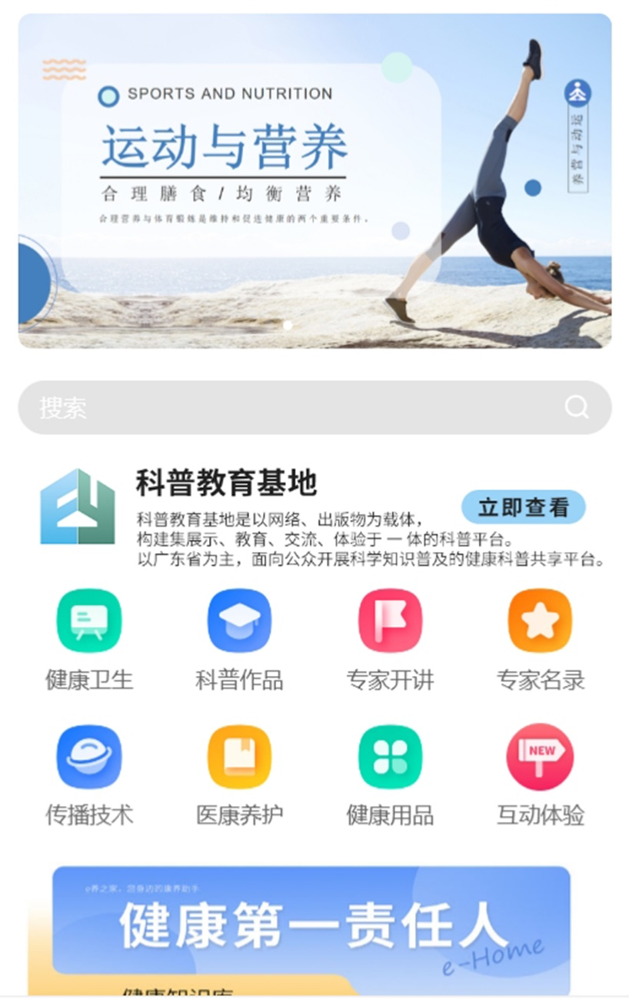 SPORTS AND NUTRITION
运动与营养
合理膳食/均衡营养
合理营养与体育锻炼是维持和促进健康的两个重要条件。
运动与营养
搜索
科普教育基地
立即查看
科普教育基地是以网络、出版物为载体，
构建集展示、教育、交流、体验于一体的科普平台。
以广东省为主，面向公众开展科学知识普及的健康科普共享平台。
健康卫生
科普作品
专家开讲
专家名录
NEW
传播技术
医康养护
健康用品
互动体验
e养之家，您身边的康养助手
健康第一责任人
e-Home
健康知识库